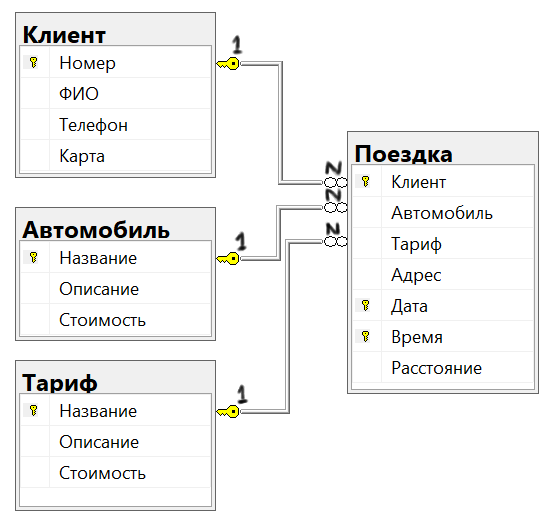 Клиент
Номер
ФИО
Телефон
Карта
1
Автомобиль
Название
Описание
Стоимость
1
Тариф
Название
Описание
Стоимость
1
N
N
N
Поездка
Клиент
Автомобиль
Тариф
Адрес
Дата
Время
Расстояние